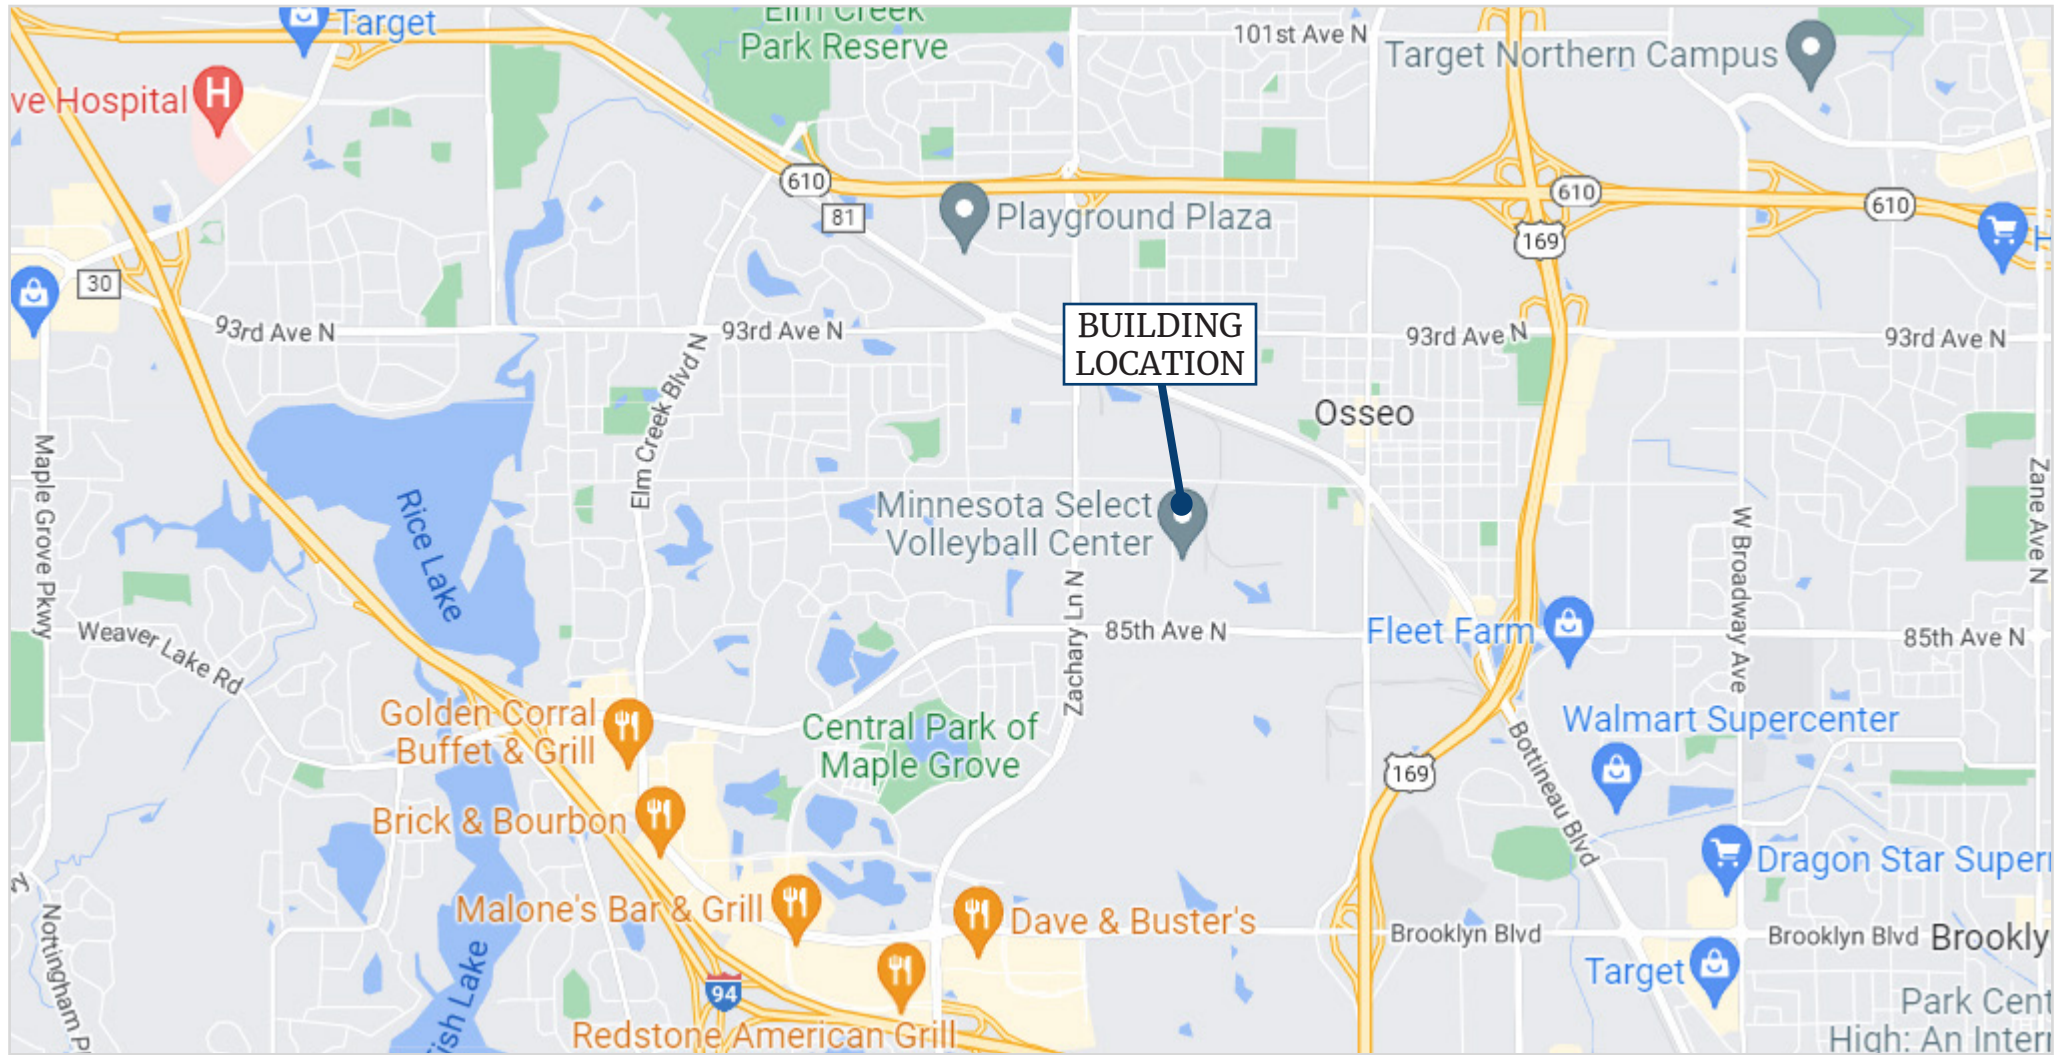 Target
Elm Creek
Park Reserve
101st Ave N
Target Northern Campus
ve Hospital
610
610
610
81
Playground Plaza
169
30
93rd Ave N
93rd Ave N
93rd Ave N
93rd Ave N
BUILDING
LOCATION
Elm Creek Blvd N
Osseo
Maple Grove Pkwy
Rice Lake
Minnesota Select
Volleyball Center
Zane Ave N
W Broadway Ave
Zachary Ln N
85th Ave N
Fleet Farm
85th Ave N
Weaver Lake Rd
Golden Corral
Buffet & Grill
Central Park of
Maple Grove
Walmart Supercenter
169
Bottineau Blvd
Brick & Bourbon
Dragon Star Super
Malone's Bar & Grill
Dave & Buster's
Brooklyn Blvd
Brooklyn Blvd
Brookly
Nottingham P
Fish Lake
94
Target
Redstone American Grill
Park Cent
High: An Inter